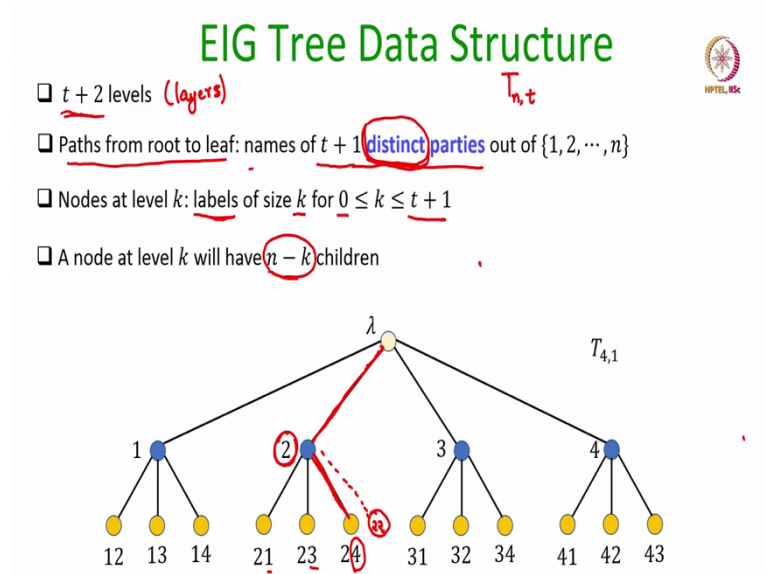 EIG Tree Data Structure
NPTEL, IISc
t + 2 levels (layers) T_{n,t}
Paths from root to leaf: names of t + 1 distinct parties out of {1, 2, ⋯, n}
Nodes at level k: labels of size k for 0 ≤ k ≤ t + 1
A node at level k will have n − k children
λ
T_{4,1}
1 2 3 4
22
12 13 14 21 23 24 31 32 34 41 42 43